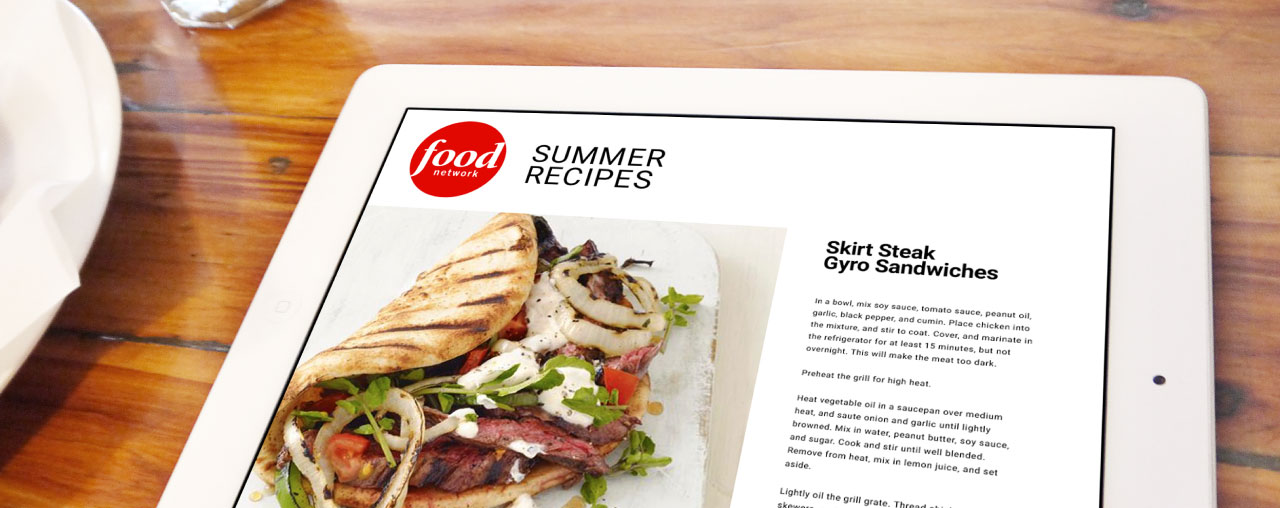 food
network
SUMMER
RECIPES
Skirt Steak
Gyro Sandwiches
In a bowl, mix soy sauce, tomato sauce, peanut oil,
garlic, black pepper, and cumin. Place chicken into
the mixture, and stir to coat. Cover, and marinate in
the refrigerator for at least 15 minutes, but not
overnight. This will make the meat too dark.
Preheat the grill for high heat.
Heat vegetable oil in a saucepan over medium
heat, and saute onion and garlic until lightly
browned. Mix in water, peanut butter, soy sauce,
and sugar. Cook and stir until well blended.
Remove from heat, mix in lemon juice, and set
aside.
Lightly oil the grill grate. Thread